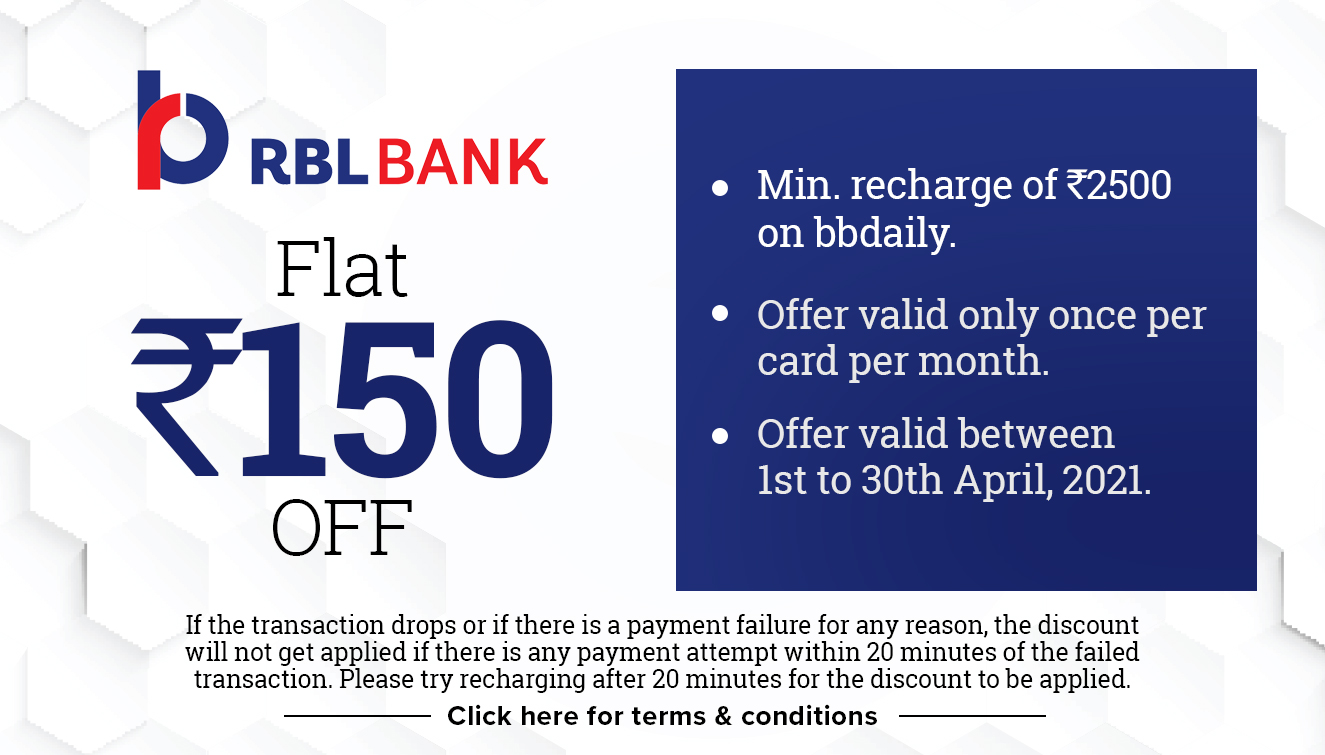 RBL BANK
Flat
₹150
OFF
Min. recharge of ₹2500
on bbdaily.
Offer valid only once per
card per month.
Offer valid between
1st to 30th April, 2021.
If the transaction drops or if there is a payment failure for any reason, the discount
will not get applied if there is any payment attempt within 20 minutes of the failed
transaction. Please try recharging after 20 minutes for the discount to be applied.
Click here for terms & conditions